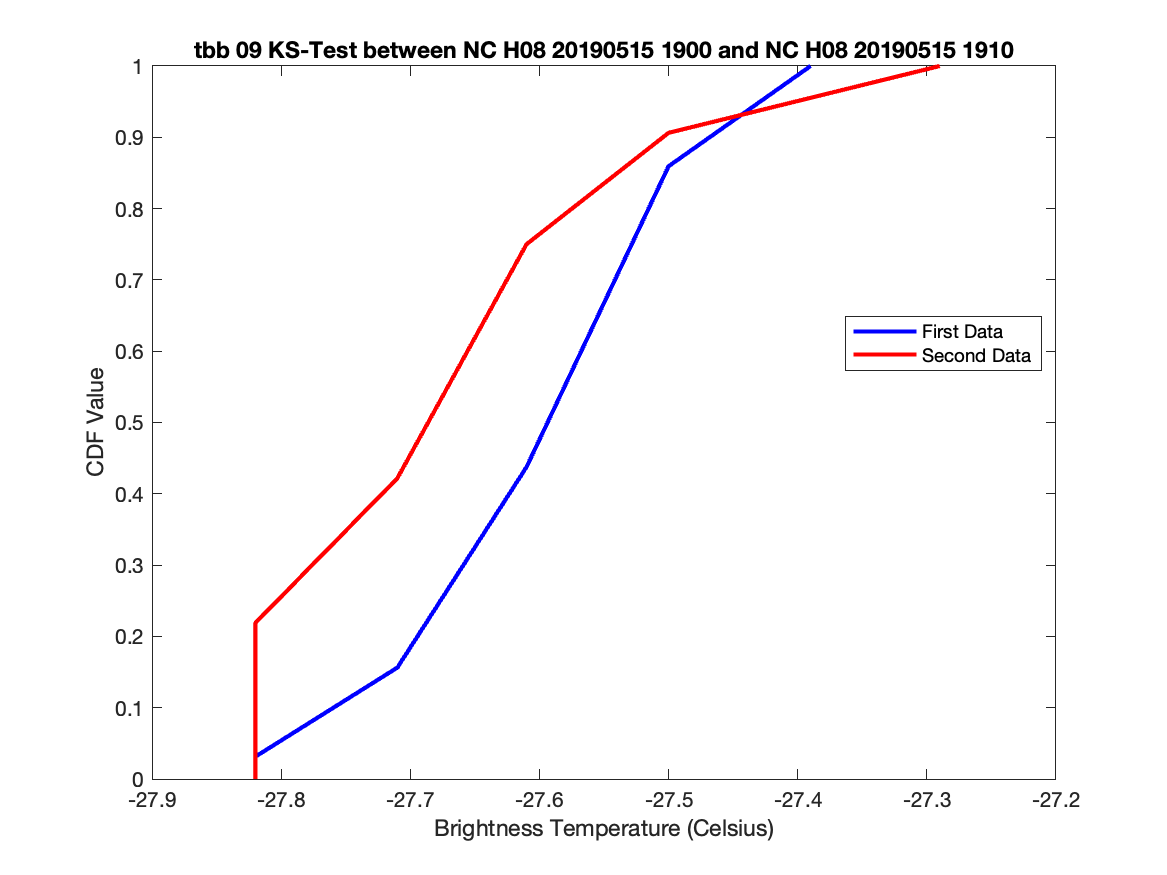 tbb 09 KS-Test between NC H08 20190515 1900 and NC H08 20190515 1910
1
0.9
0.8
0.7
0.6
0.5
0.4
0.3
0.2
0.1
0
CDF Value
First Data
Second Data
-27.9 -27.8 -27.7 -27.6 -27.5 -27.4 -27.3 -27.2
Brightness Temperature (Celsius)